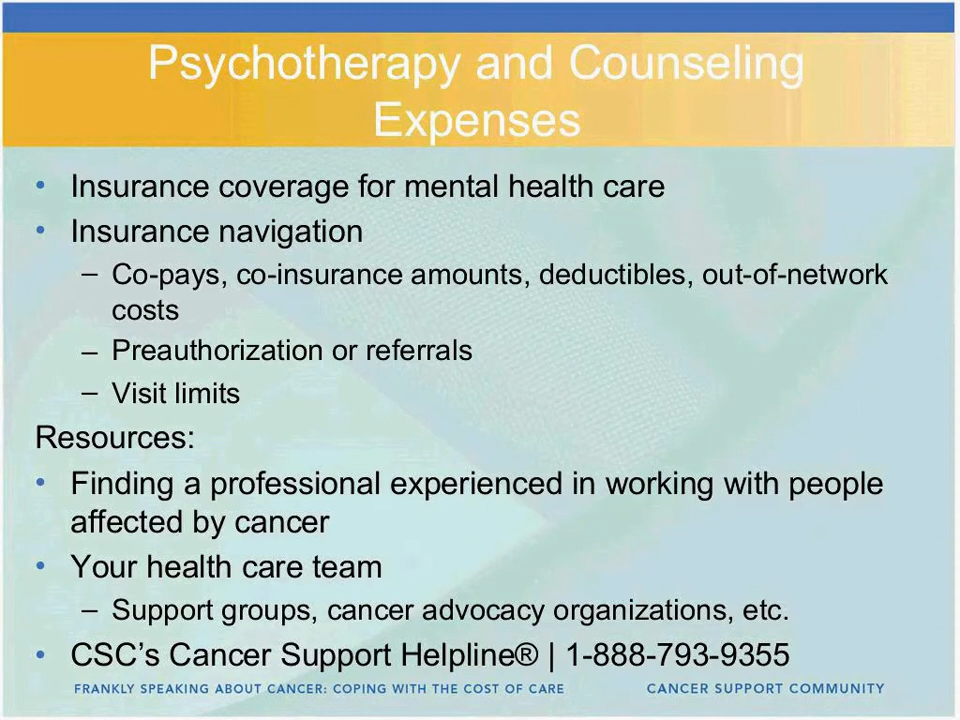 Psychotherapy and Counseling
Expenses
• Insurance coverage for mental health care
• Insurance navigation
– Co-pays, co-insurance amounts, deductibles, out-of-network
costs
– Preauthorization or referrals
– Visit limits
Resources:
• Finding a professional experienced in working with people
affected by cancer
• Your health care team
– Support groups, cancer advocacy organizations, etc.
• CSC’s Cancer Support Helpline® | 1-888-793-9355
FRANKLY SPEAKING ABOUT CANCER: COPING WITH THE COST OF CARE CANCER SUPPORT COMMUNITY